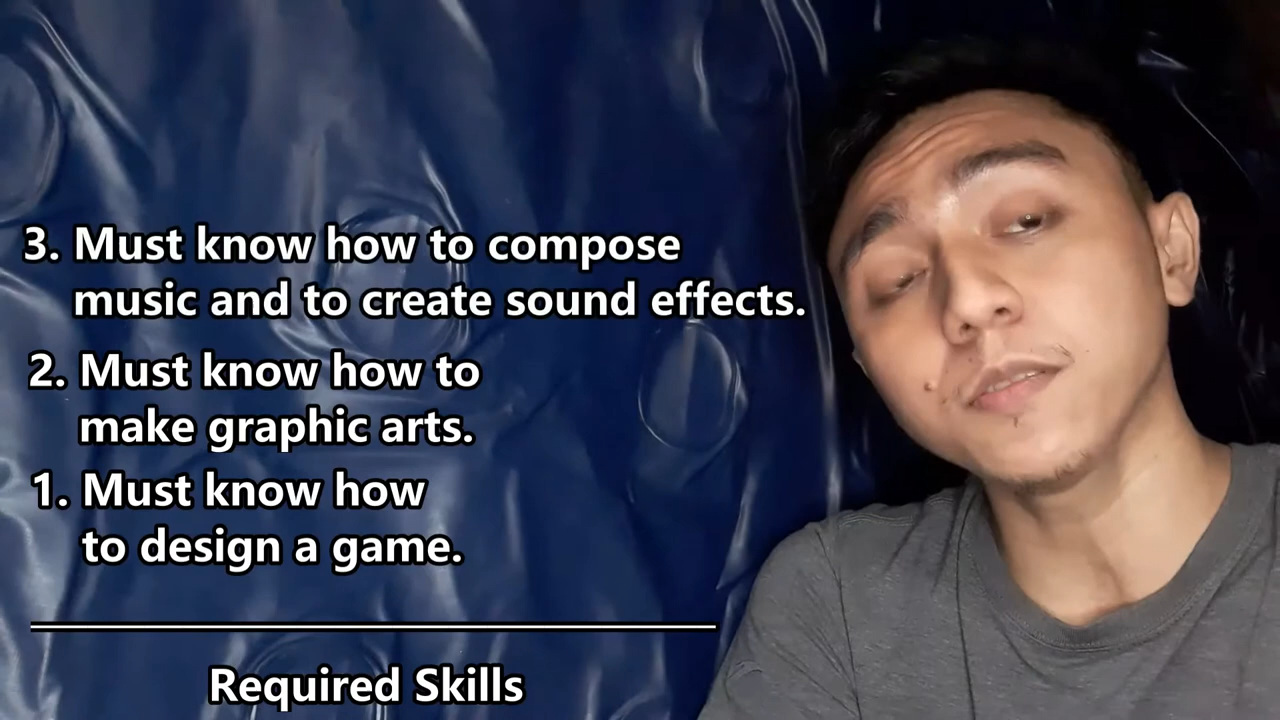 3. Must know how to compose
music and to create sound effects.
2. Must know how to
make graphic arts.
1. Must know how
to design a game.
Required Skills